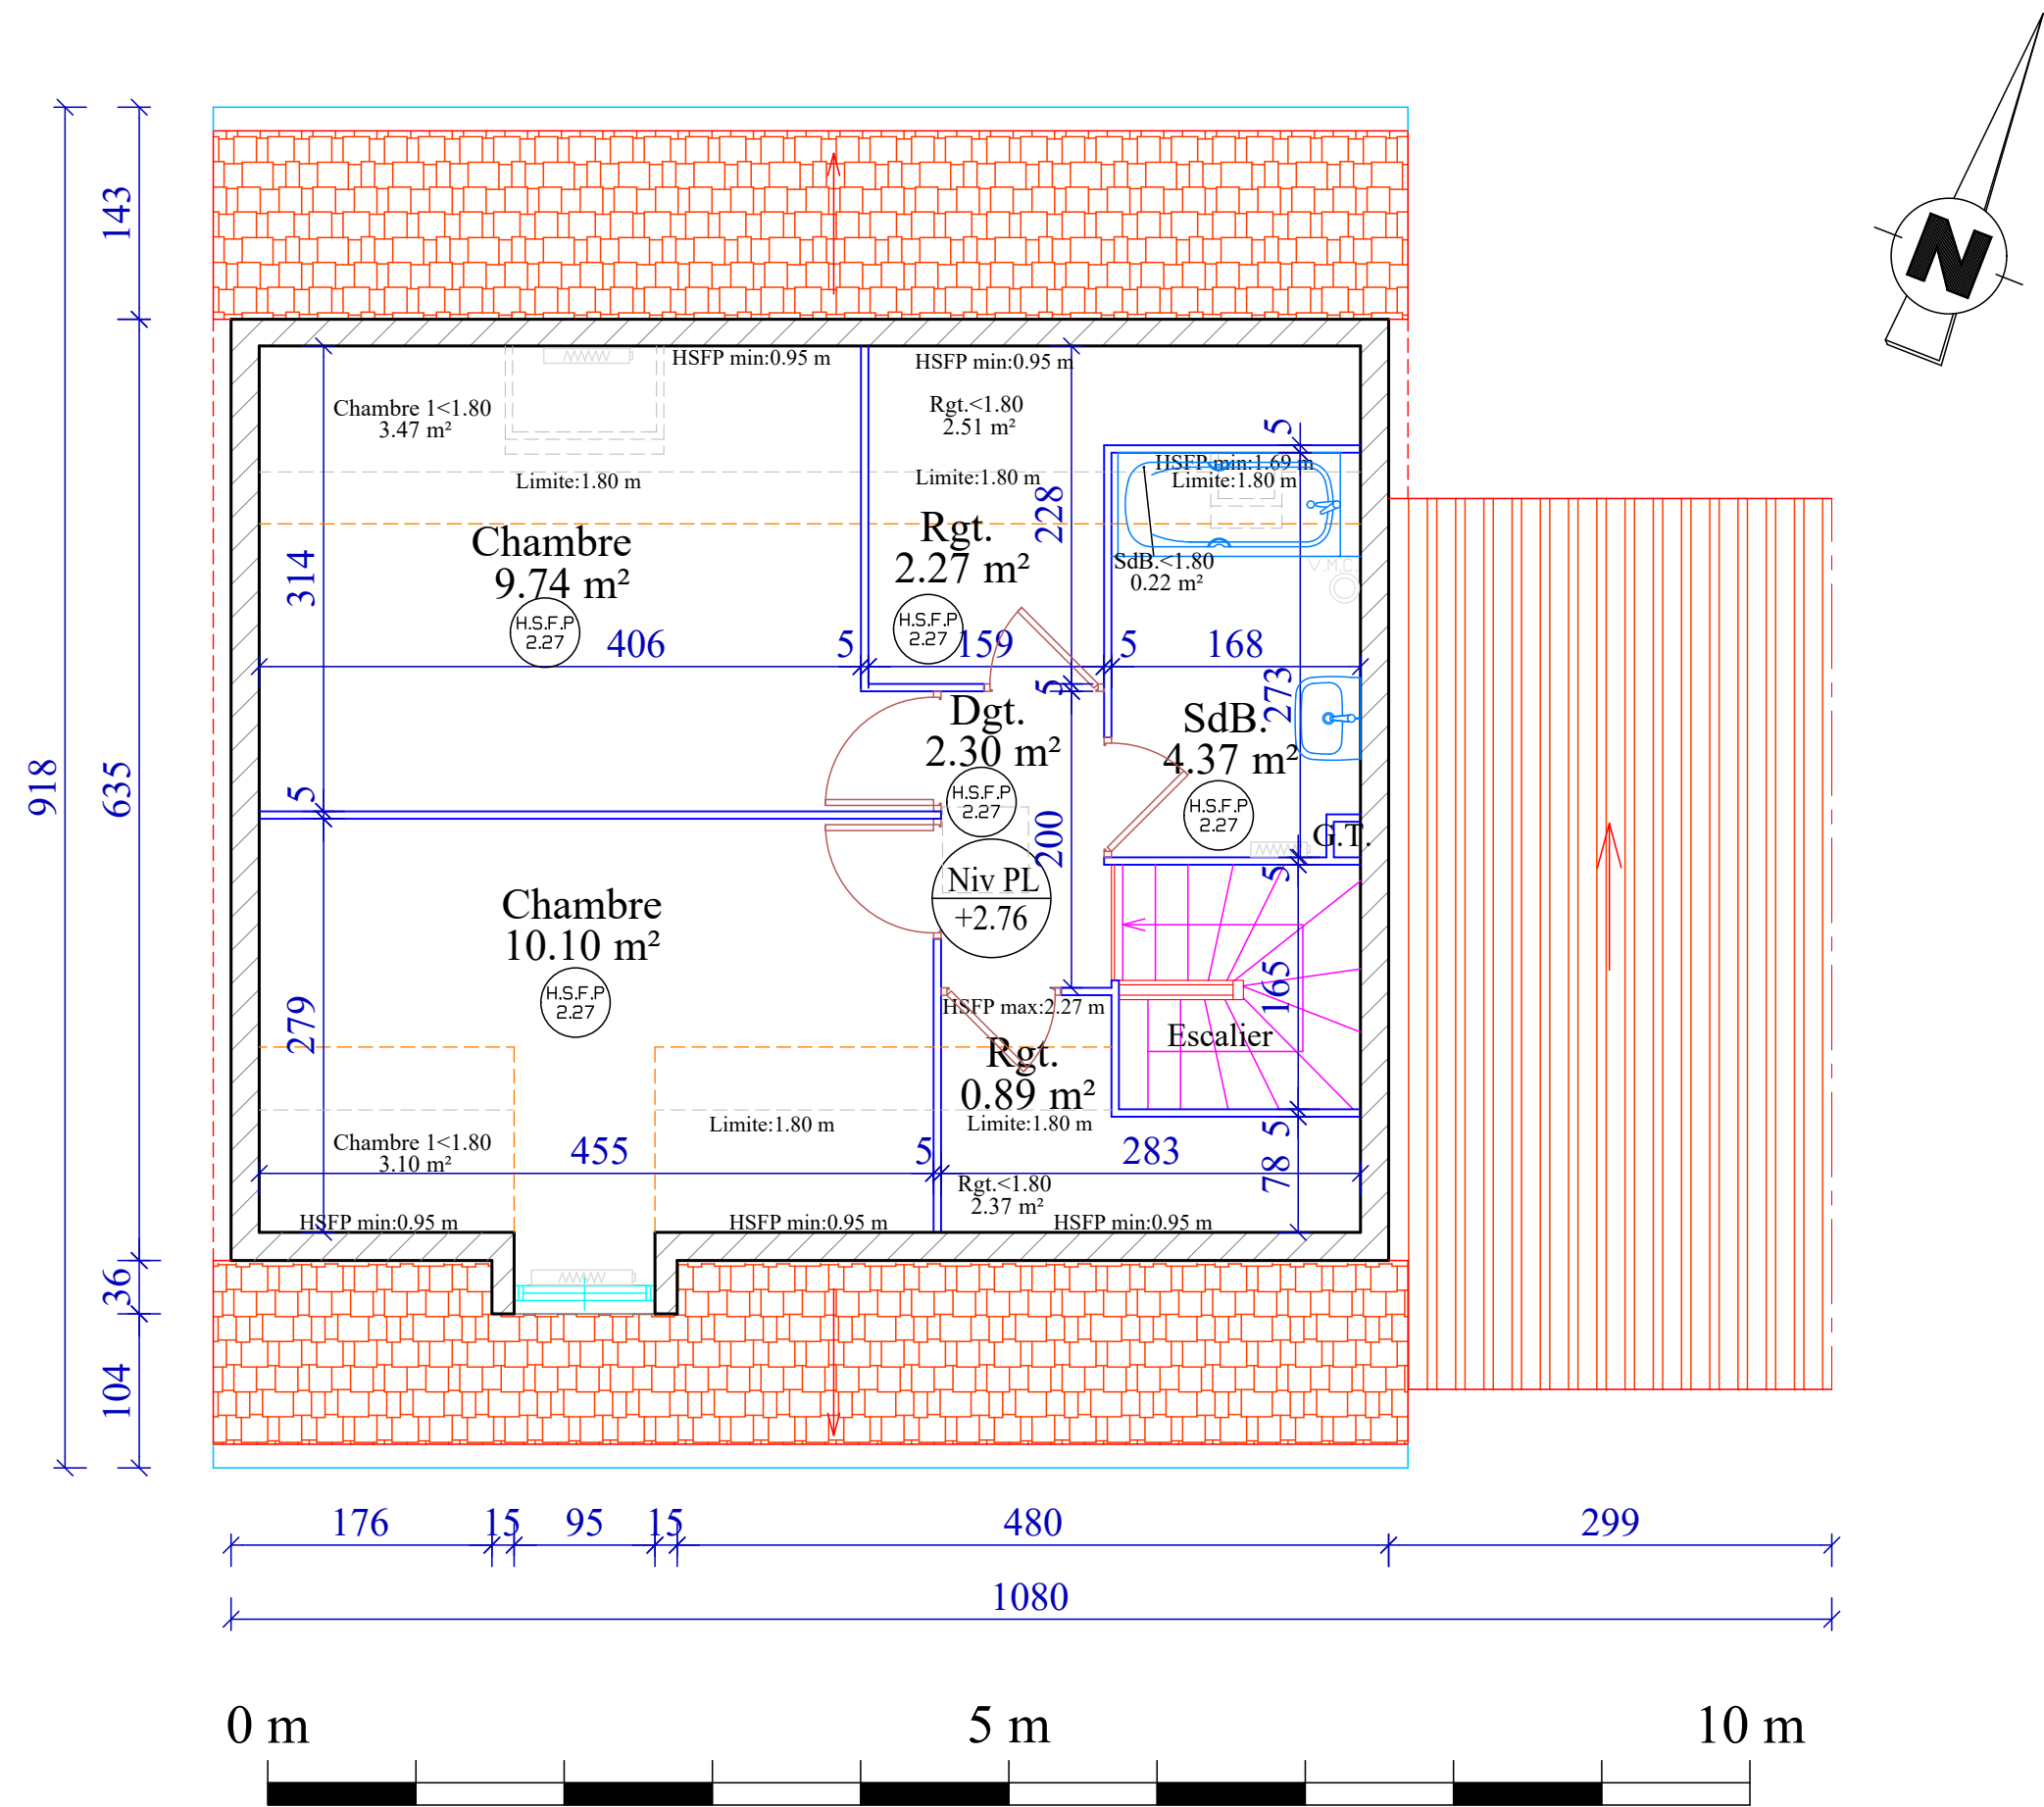 N
143
HSFP min:0.95 m
HSFP min:0.95 m
Chambre 1<1.80
3.47 m²
Rgt.<1.80
2.51 m²
5
HSFP min:1.69 m
Limite:1.80 m
Limite:1.80 m
Limite:1.80 m
228
Chambre
9.74 m²
Rgt.
2.27 m²
SdB.<1.80
0.22 m²
V.M.C.
314
H.S.F.P
2.27
H.S.F.P
2.27
406
5
159
5
168
5
273
Dgt.
2.30 m²
SdB.
4.37 m²
918
635
5
H.S.F.P
2.27
H.S.F.P
2.27
200
G.T.
5
Niv PL
+2.76
Chambre
10.10 m²
H.S.F.P
2.27
165
279
HSFP max:2.27 m
Escalier
Rgt.
0.89 m²
Limite:1.80 m
Limite:1.80 m
5
Chambre 1<1.80
3.10 m²
455
5
283
78
Rgt.<1.80
2.37 m²
HSFP min:0.95 m
HSFP min:0.95 m
HSFP min:0.95 m
36
104
176
15
95
15
480
299
1080
0 m
5 m
10 m